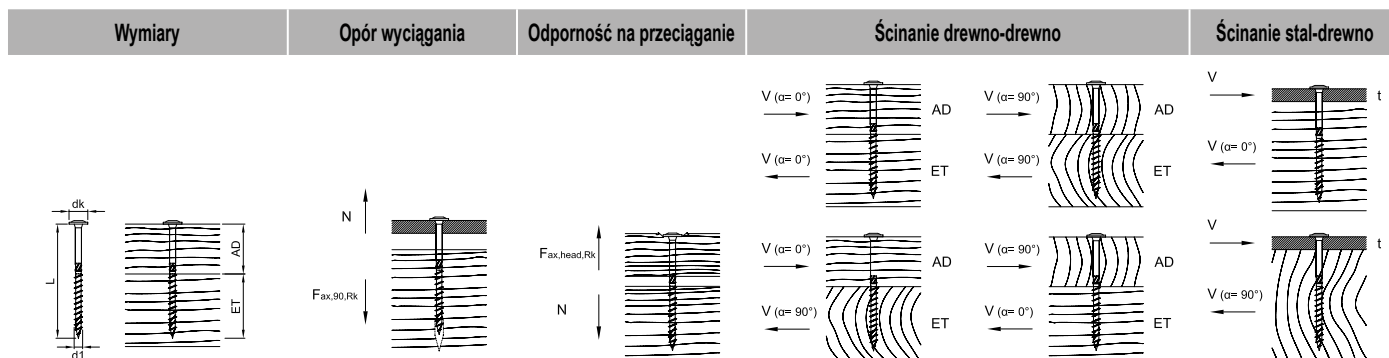 Wymiary
Opór wyciągania
Odporność na przeciąganie
Ścinanie drewno-drewno
Ścinanie stal-drewno
dk
L
d1
AD
ET
N
Fax,90,Rk
Fax,head,Rk
N
V (α= 0°)
AD
V (α= 0°)
ET
V (α= 90°)
AD
V (α= 90°)
ET
V (α= 0°)
AD
V (α= 90°)
ET
V (α= 90°)
AD
V (α= 0°)
ET
V
t
V (α= 0°)
V
t
V (α= 90°)